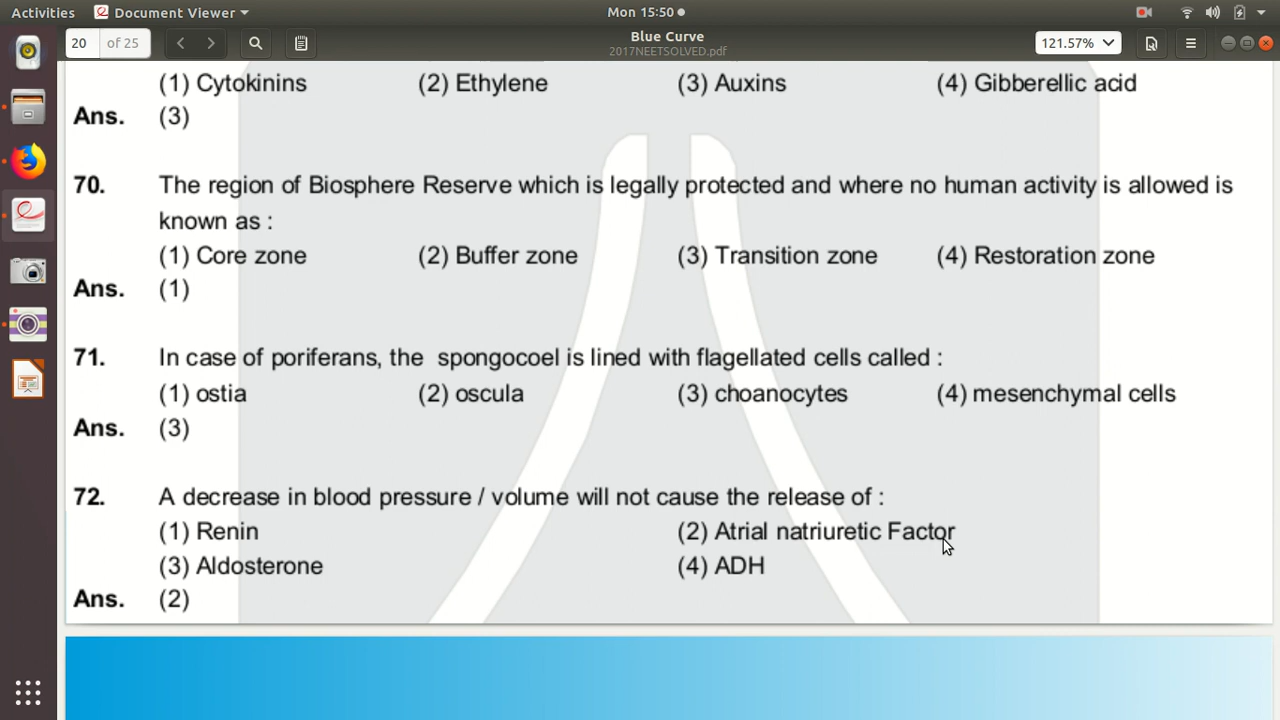 Activities Document Viewer Mon 15:50
20 of 25 Blue Curve 121.57%
2017NEETSOLVED.pdf
(1) Cytokinins (2) Ethylene (3) Auxins (4) Gibberellic acid
Ans. (3)
70. The region of Biosphere Reserve which is legally protected and where no human activity is allowed is
known as :
(1) Core zone (2) Buffer zone (3) Transition zone (4) Restoration zone
Ans. (1)
71. In case of poriferans, the spongocoel is lined with flagellated cells called :
(1) ostia (2) oscula (3) choanocytes (4) mesenchymal cells
Ans. (3)
72. A decrease in blood pressure / volume will not cause the release of :
(1) Renin (2) Atrial natriuretic Factor
(3) Aldosterone (4) ADH
Ans. (2)